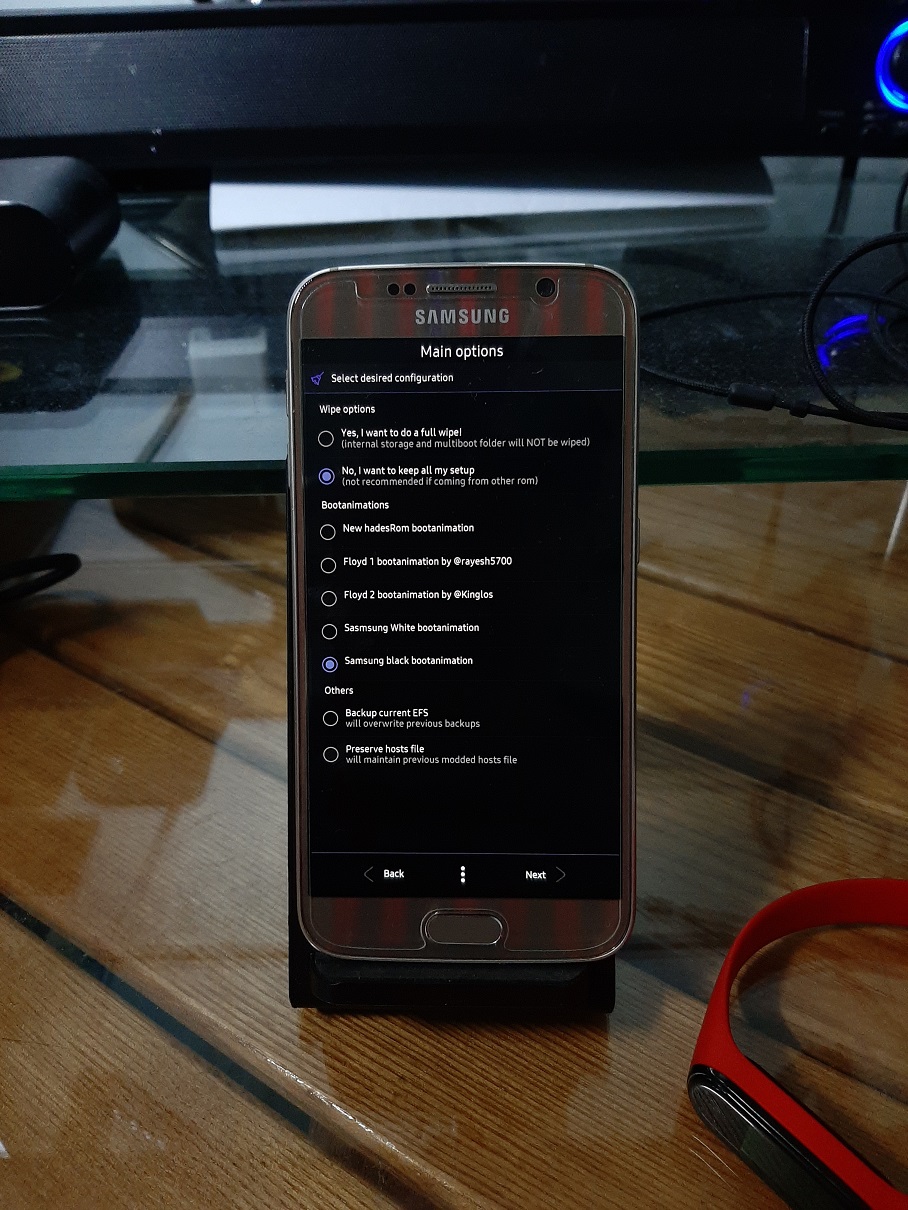 SAMSUNG
Main options
Select desired configuration
Wipe options
Yes, I want to do a full wipe!
(internal storage and multiboot folder will NOT be wiped)
No, I want to keep all my setup
(not recommended if coming from other rom)
Bootanimations
New hadesRom bootanimation
Floyd 1 bootanimation by @rayesh5700
Floyd 2 bootanimation by @Kinglos
Sasmsung White bootanimation
Samsung black bootanimation
Others
Backup current EFS
will overwrite previous backups
Preserve hosts file
will maintain previous modded hosts file
Back
Next